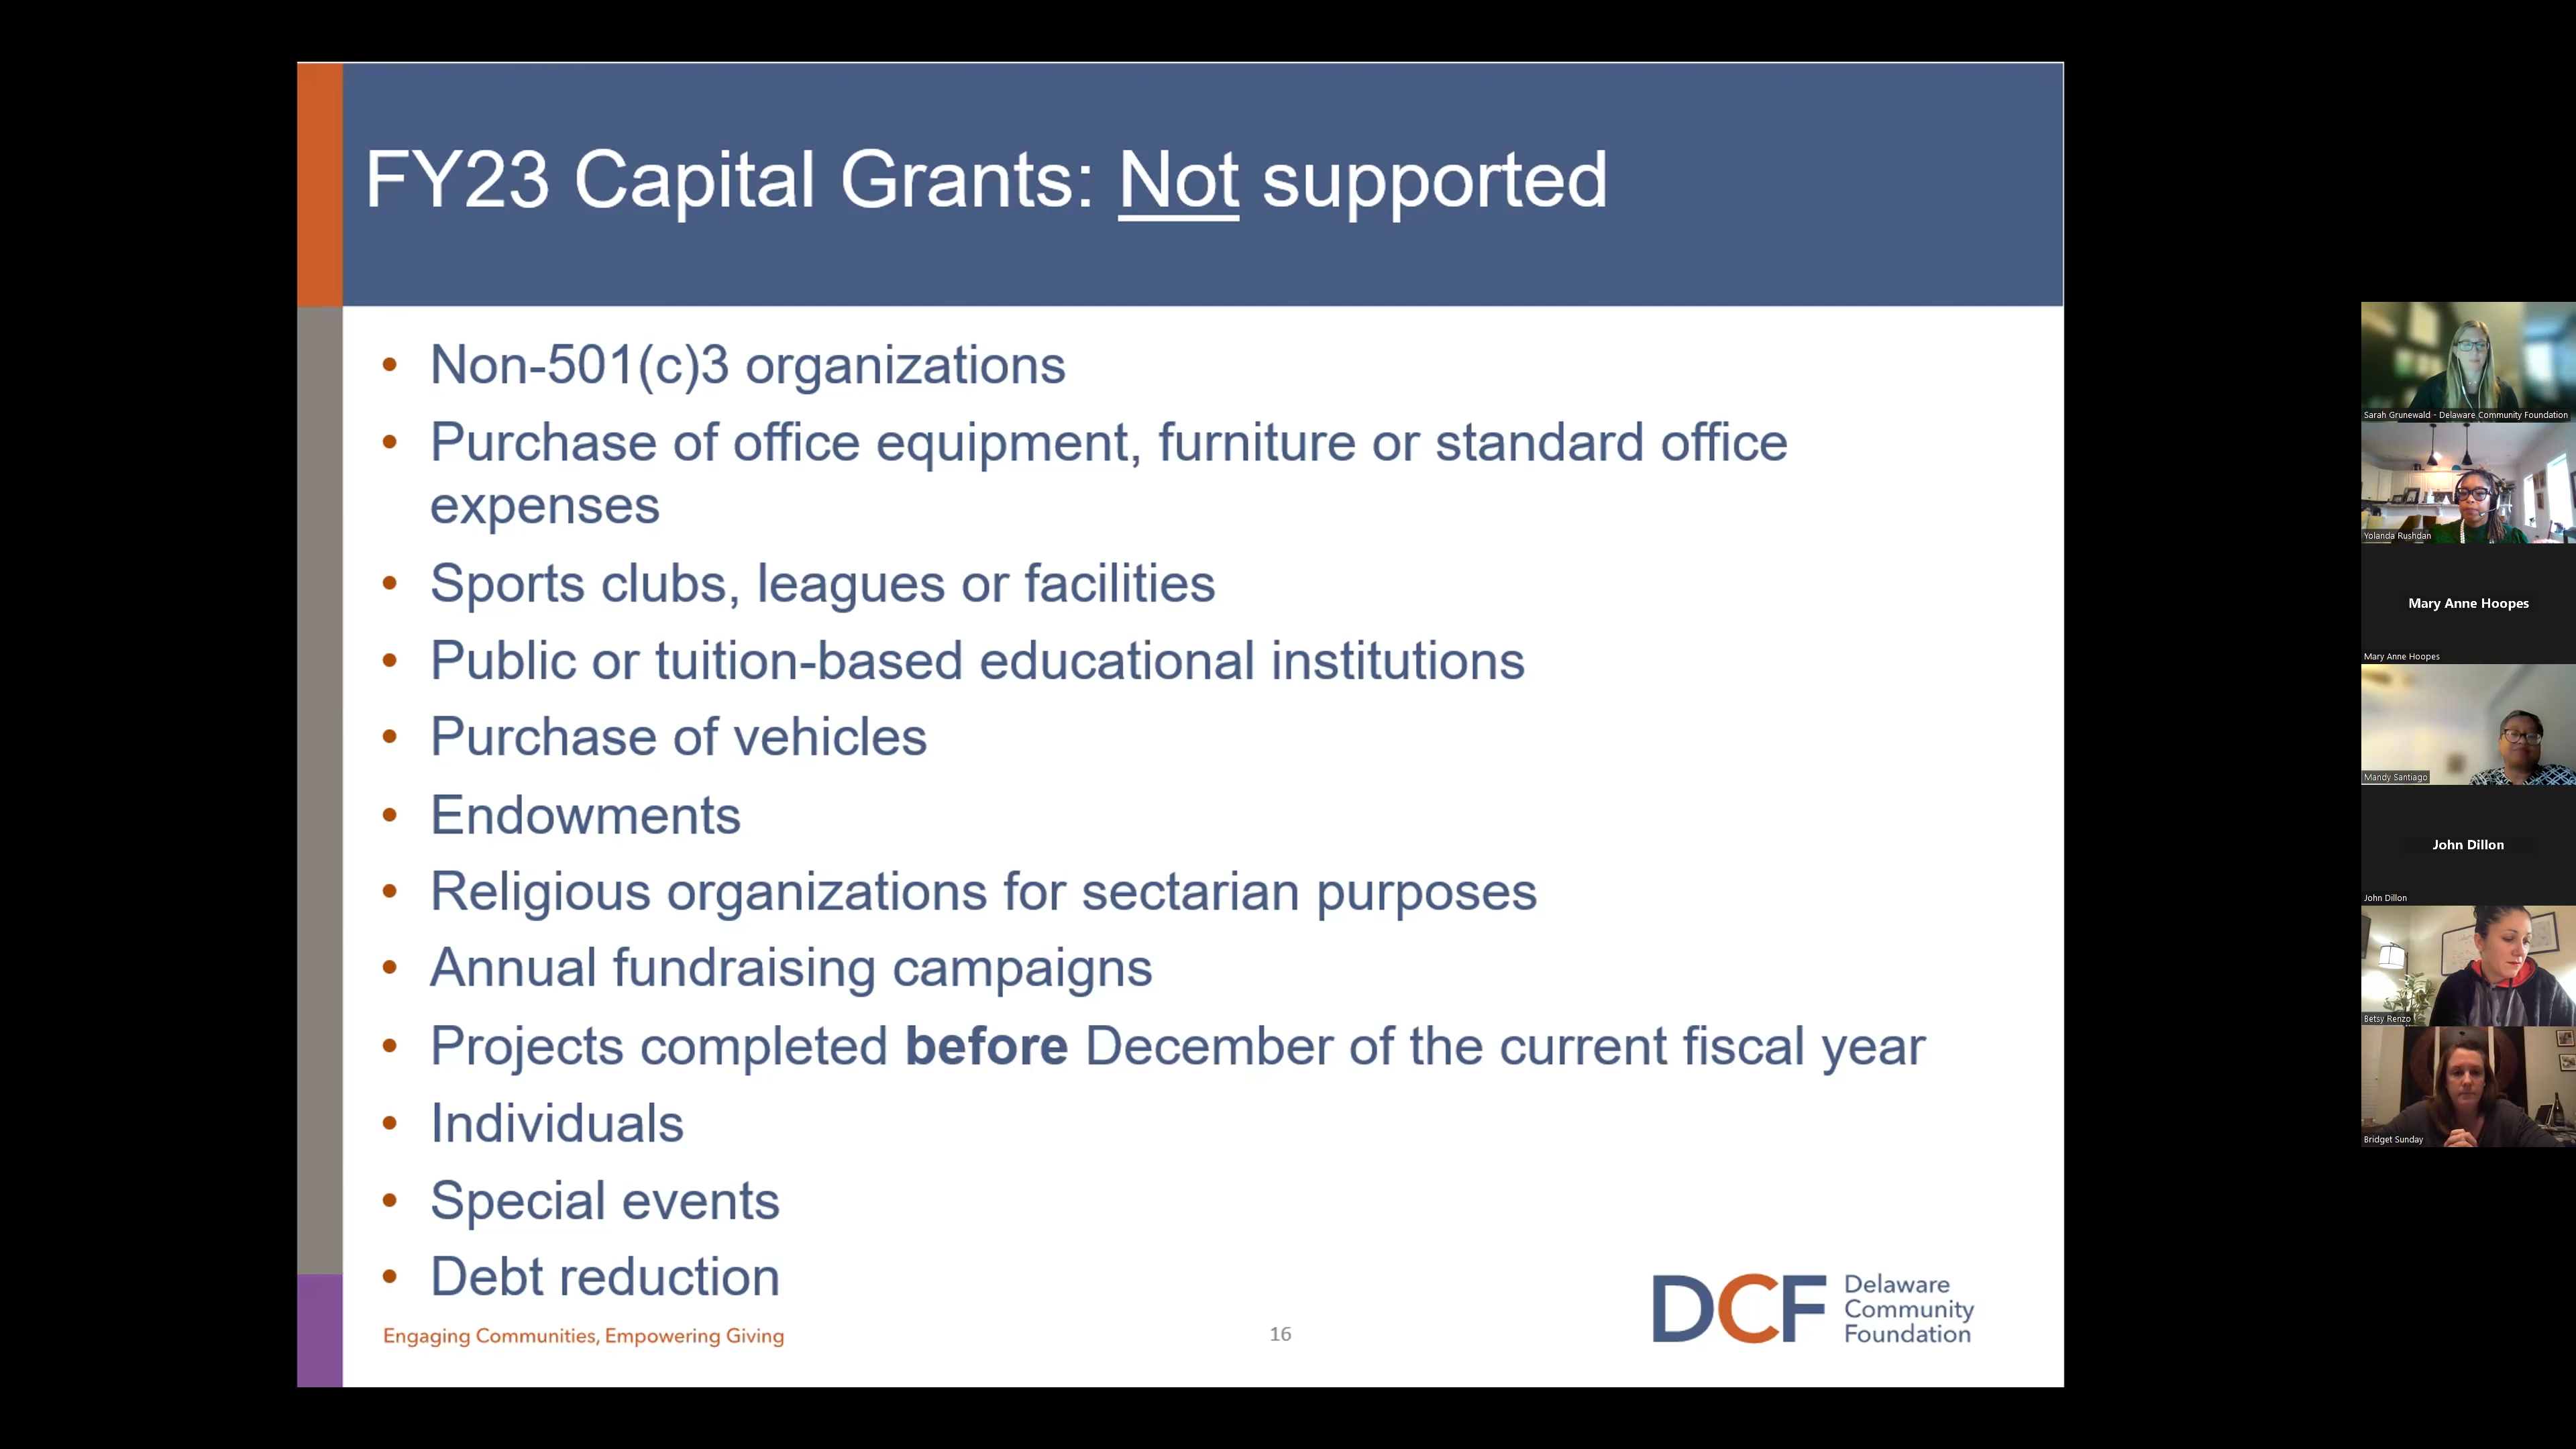 FY23 Capital Grants: Not supported
• Non-501(c)3 organizations
• Purchase of office equipment, furniture or standard office
expenses
• Sports clubs, leagues or facilities
• Public or tuition-based educational institutions
• Purchase of vehicles
• Endowments
• Religious organizations for sectarian purposes
• Annual fundraising campaigns
• Projects completed before December of the current fiscal year
• Individuals
• Special events
• Debt reduction
Engaging Communities, Empowering Giving
16
DCF
Delaware
Community
Foundation
Sarah Grunewald - Delaware Community Foundation
Yolanda Rushdan
Mary Anne Hoopes
Mary Anne Hoopes
Mandy Santiago
John Dillon
John Dillon
Betsy Renzo
Bridget Sunday